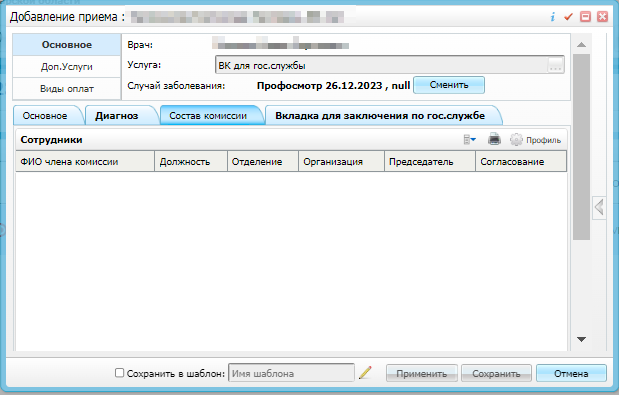 Добавление приема :
Основное
Доп.Услуги
Виды оплат
Врач:
Услуга: ВК для гос.службы ...
Случай заболевания: Профосмотр 26.12.2023 , null Сменить
Основное Диагноз Состав комиссии Вкладка для заключения по гос.службе
Сотрудники Профиль
ФИО члена комиссии Должность Отделение Организация Председатель Согласование
Сохранить в шаблон: Имя шаблона Применить Сохранить Отмена